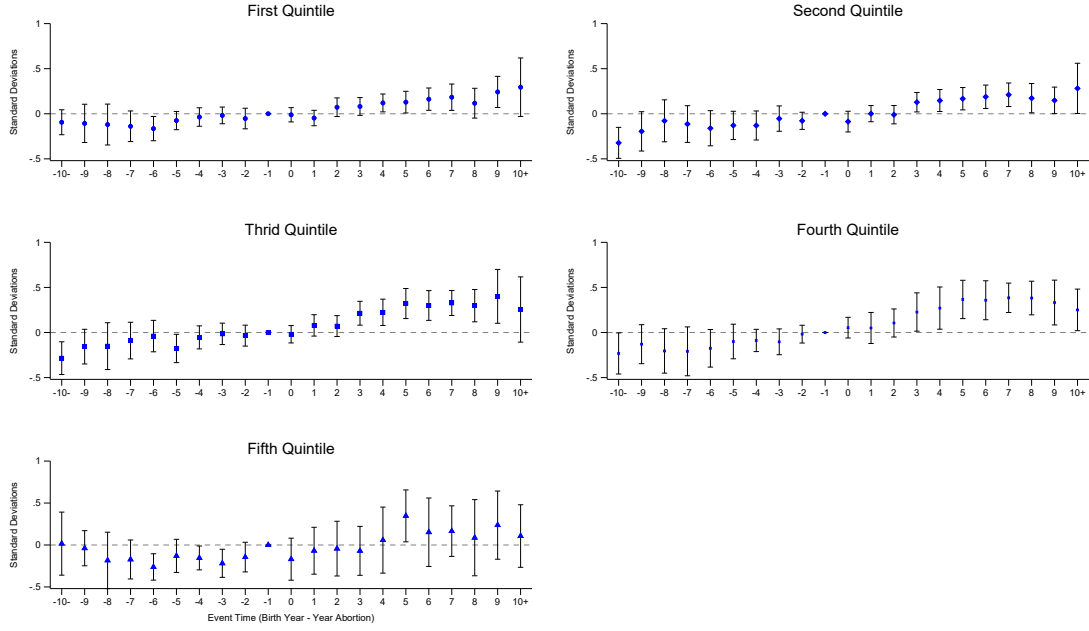 First Quintile
Standard Deviations
1
.5
0
-.5
-10- -9 -8 -7 -6 -5 -4 -3 -2 -1 0 1 2 3 4 5 6 7 8 9 10+
Second Quintile
Standard Deviations
1
.5
0
-.5
-10- -9 -8 -7 -6 -5 -4 -3 -2 -1 0 1 2 3 4 5 6 7 8 9 10+
Thrid Quintile
Standard Deviations
1
.5
0
-.5
-10- -9 -8 -7 -6 -5 -4 -3 -2 -1 0 1 2 3 4 5 6 7 8 9 10+
Fourth Quintile
Standard Deviations
1
.5
0
-.5
-10- -9 -8 -7 -6 -5 -4 -3 -2 -1 0 1 2 3 4 5 6 7 8 9 10+
Fifth Quintile
Standard Deviations
1
.5
0
-.5
-10- -9 -8 -7 -6 -5 -4 -3 -2 -1 0 1 2 3 4 5 6 7 8 9 10+
Event Time (Birth Year - Year Abortion)